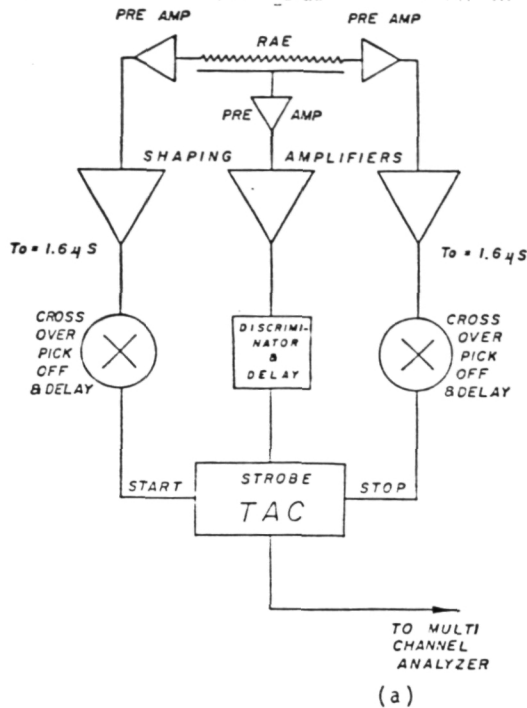 PRE AMP
RAE
PRE AMP
PRE AMP
SHAPING AMPLIFIERS
To = 1.6 μS
To = 1.6 μS
CROSS
OVER
PICK
OFF
& DELAY
DISCRIMI-
NATOR
&
DELAY
CROSS
OVER
PICK
OFF
& DELAY
START
STROBE
TAC
STOP
TO MULTI
CHANNEL
ANALYZER
(a)